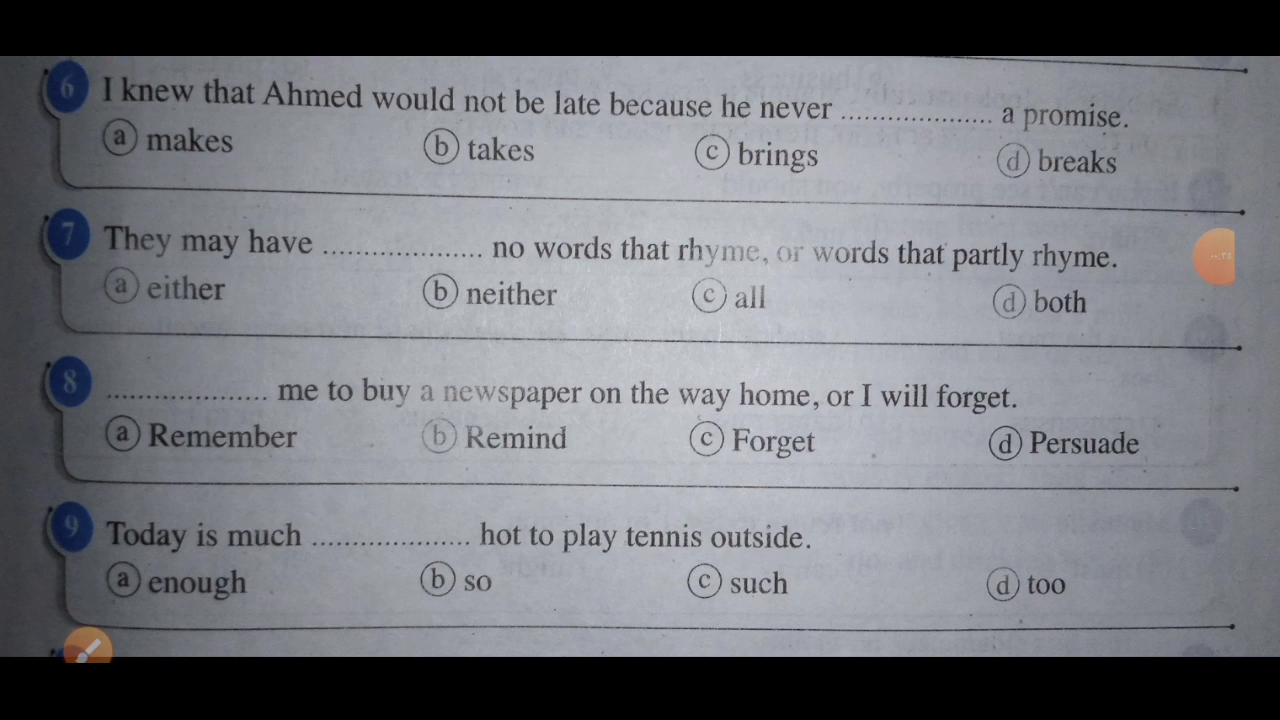 6 I knew that Ahmed would not be late because he never .................... a promise.
a makes b takes c brings d breaks
7 They may have .................... no words that rhyme, or words that partly rhyme.
a either b neither c all d both
8 .................... me to buy a newspaper on the way home, or I will forget.
a Remember b Remind c Forget d Persuade
9 Today is much .................... hot to play tennis outside.
a enough b so c such d too